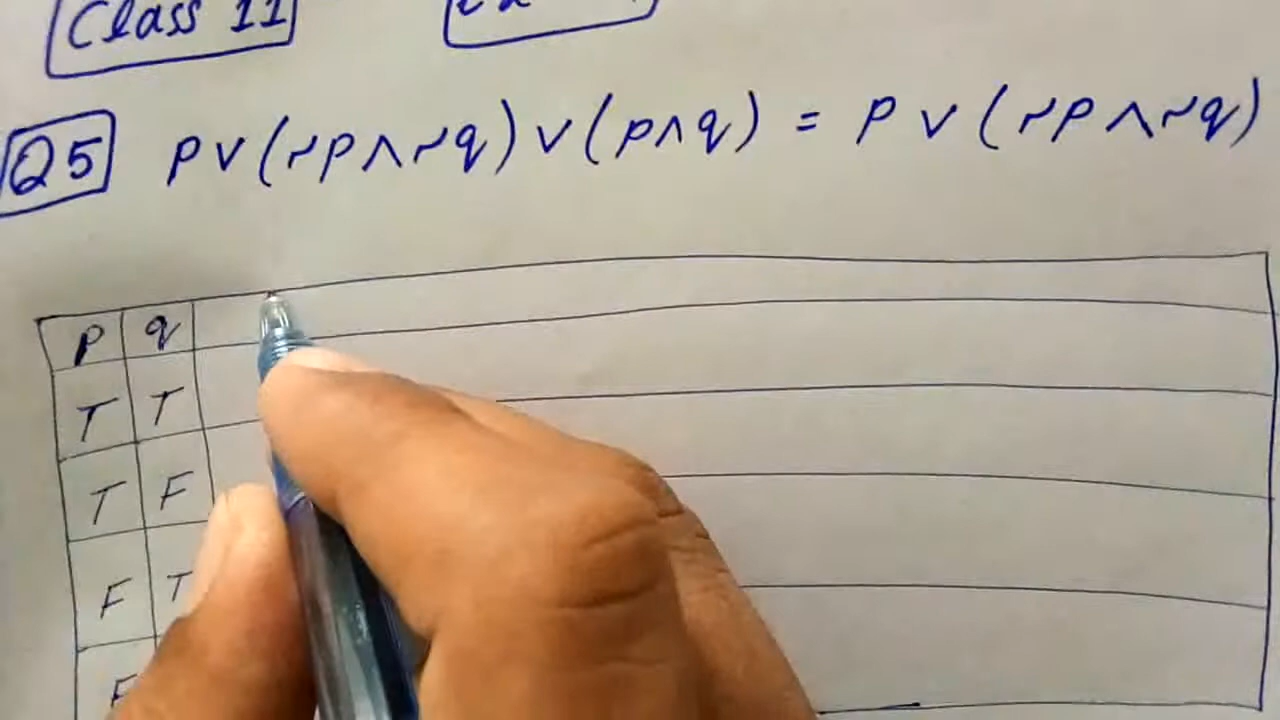 Class 11
Q5 p∨(~p∧~q)∨(p∧q) = p∨(~p∧~q)
p q
T T
T F
F T
F